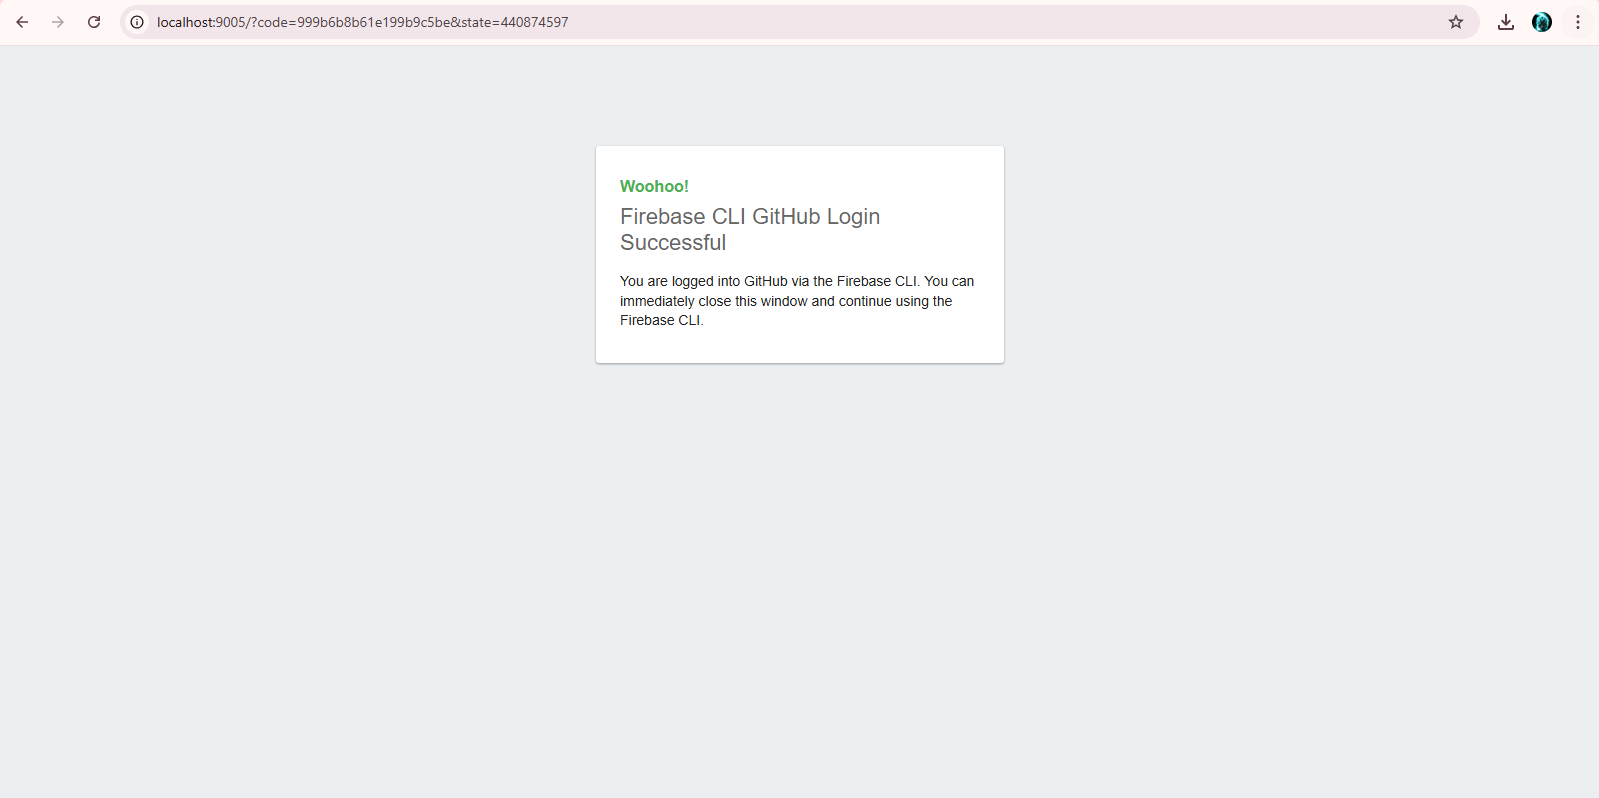 localhost:9005/?code=999b6b8b61e199b9c5be&state=440874597
Woohoo!
Firebase CLI GitHub Login
Successful
You are logged into GitHub via the Firebase CLI. You can
immediately close this window and continue using the
Firebase CLI.